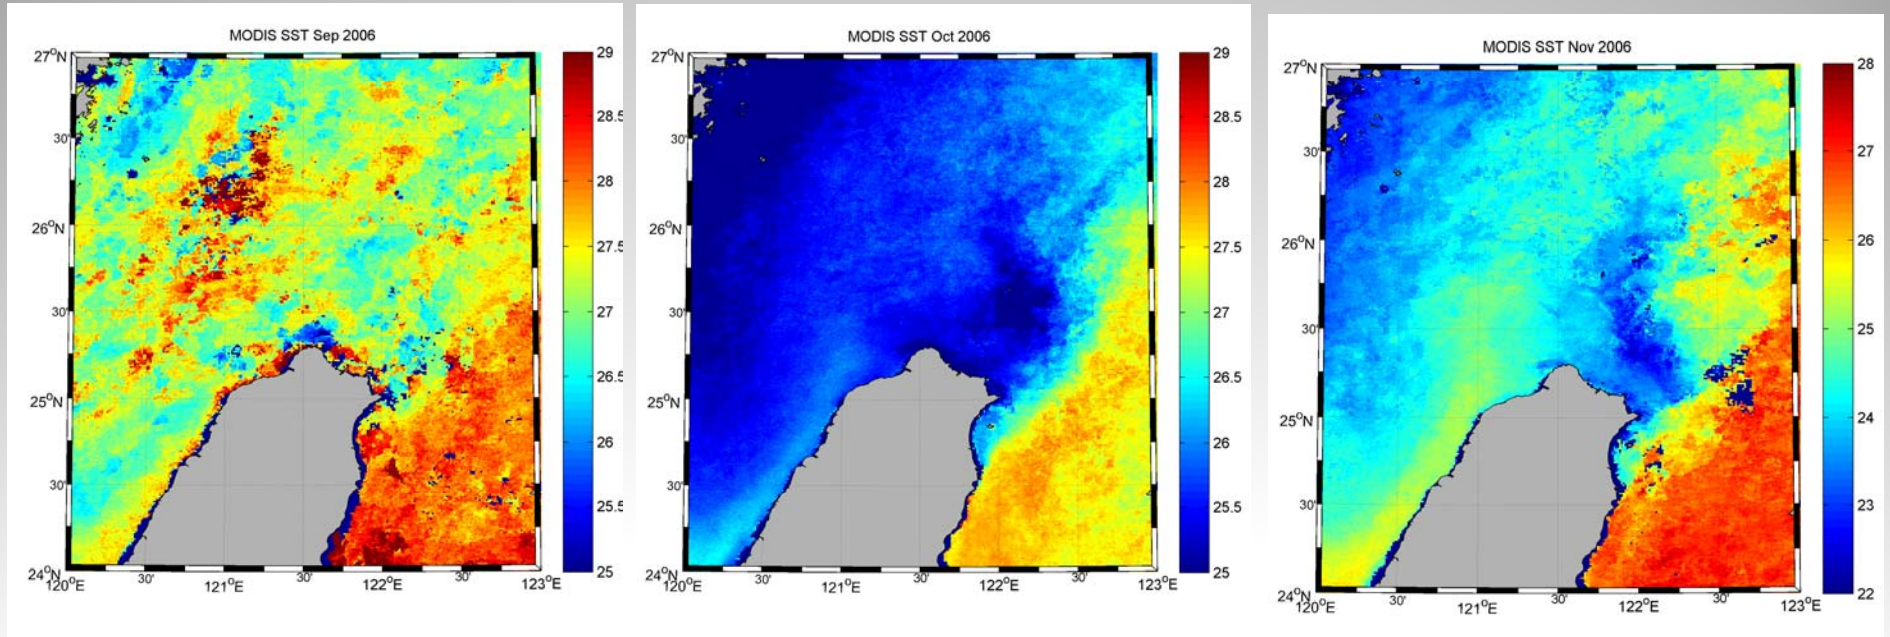 MODIS SST Sep 2006
27°N
30'
26°N
30'
25°N
30'
24°N
120°E
30'
121°E
30'
122°E
30'
123°E
29
28.5
28
27.5
27
26.5
26
25.5
25
MODIS SST Oct 2006
27°N
30'
26°N
30'
25°N
30'
24°N
120°E
30'
121°E
30'
122°E
30'
123°E
29
28.5
28
27.5
27
26.5
26
25.5
25
MODIS SST Nov 2006
27°N
30'
26°N
30'
25°N
30'
24°N
120°E
30'
121°E
30'
122°E
30'
123°E
28
27
26
25
24
23
22